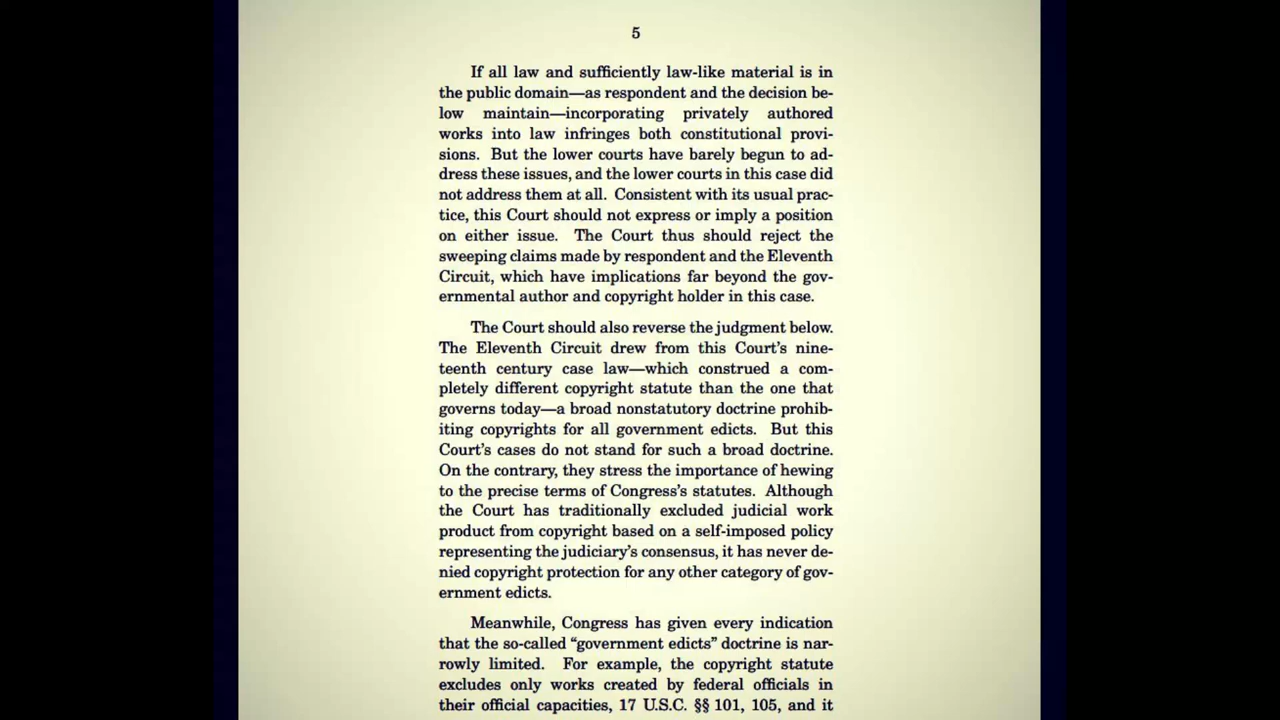 5
If all law and sufficiently law-like material is in
the public domain—as respondent and the decision be-
low maintain—incorporating privately authored
works into law infringes both constitutional provi-
sions. But the lower courts have barely begun to ad-
dress these issues, and the lower courts in this case did
not address them at all. Consistent with its usual prac-
tice, this Court should not express or imply a position
on either issue. The Court thus should reject the
sweeping claims made by respondent and the Eleventh
Circuit, which have implications far beyond the gov-
ernmental author and copyright holder in this case.
The Court should also reverse the judgment below.
The Eleventh Circuit drew from this Court's nine-
teenth century case law—which construed a com-
pletely different copyright statute than the one that
governs today—a broad nonstatutory doctrine prohib-
iting copyrights for all government edicts. But this
Court's cases do not stand for such a broad doctrine.
On the contrary, they stress the importance of hewing
to the precise terms of Congress's statutes. Although
the Court has traditionally excluded judicial work
product from copyright based on a self-imposed policy
representing the judiciary's consensus, it has never de-
nied copyright protection for any other category of gov-
ernment edicts.
Meanwhile, Congress has given every indication
that the so-called “government edicts” doctrine is nar-
rowly limited. For example, the copyright statute
excludes only works created by federal officials in
their official capacities, 17 U.S.C. §§ 101, 105, and it